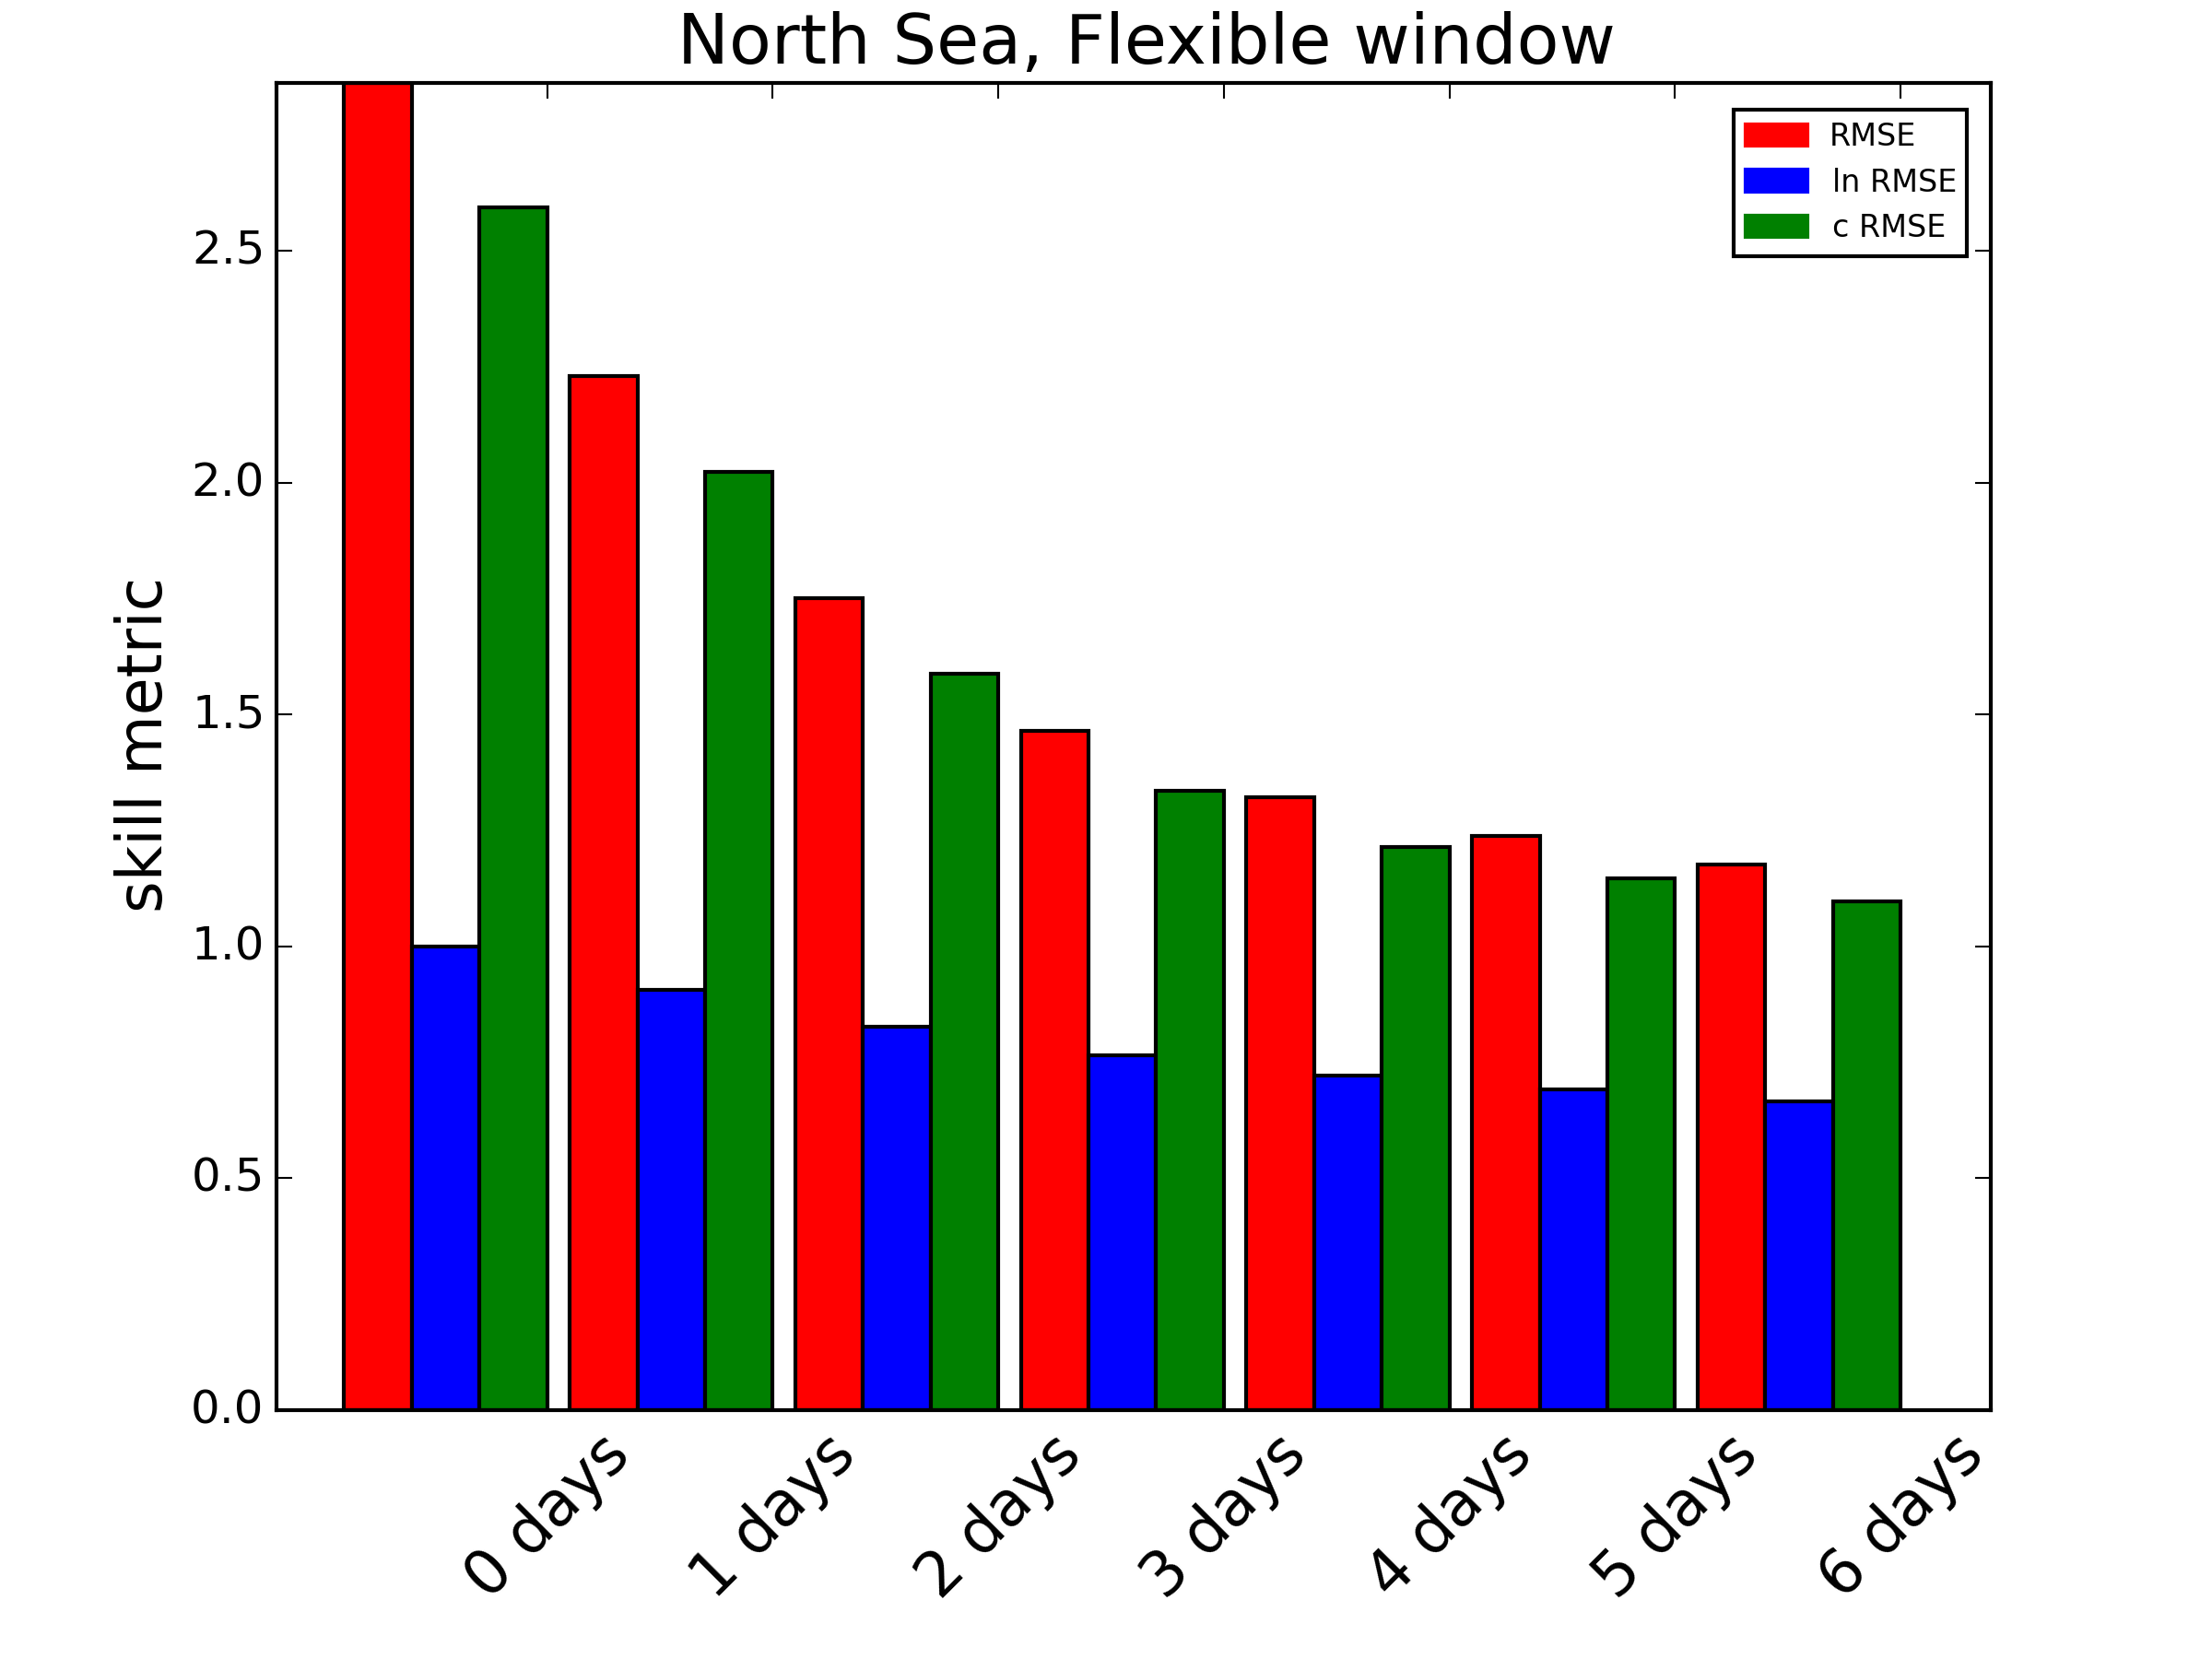 North Sea, Flexible window
RMSE
ln RMSE
c RMSE
skill metric
2.5
2.0
1.5
1.0
0.5
0.0
0 days
1 days
2 days
3 days
4 days
5 days
6 days